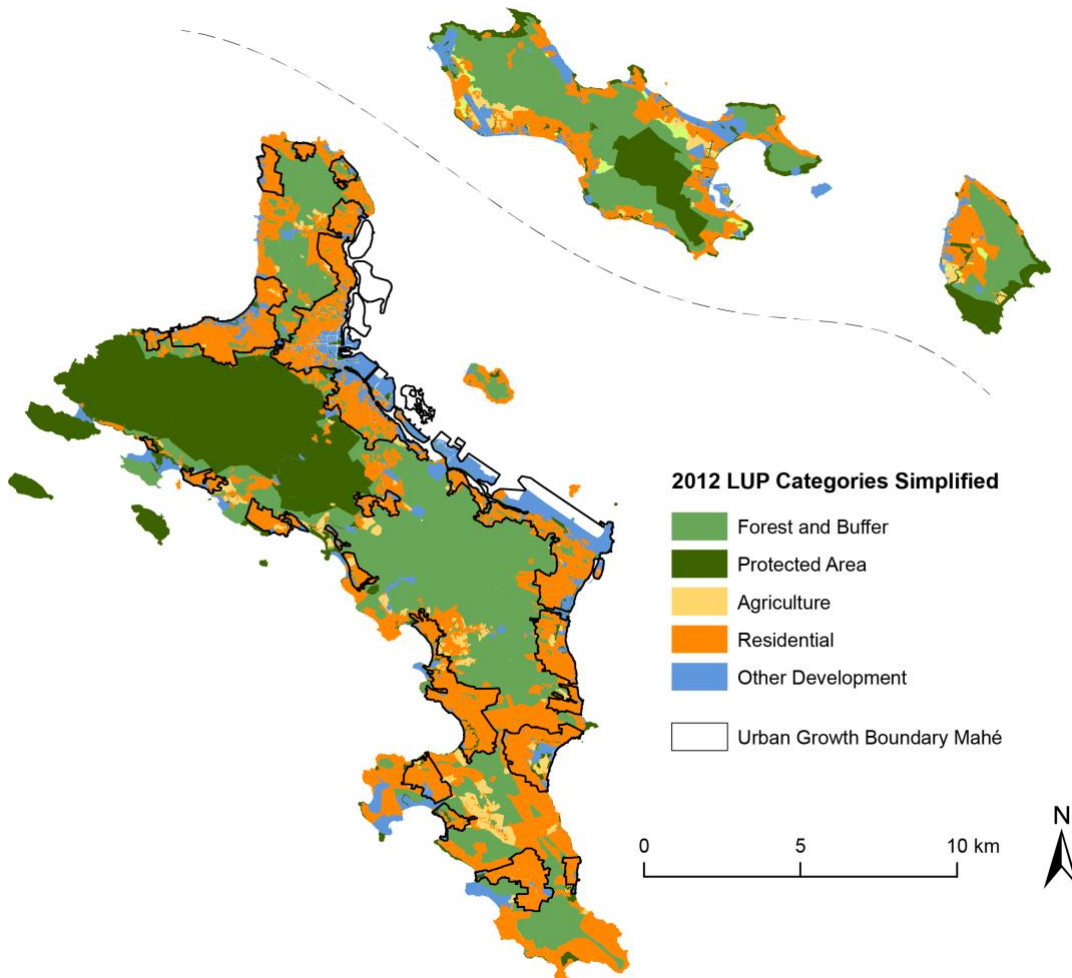 2012 LUP Categories Simplified
Forest and Buffer
Protected Area
Agriculture
Residential
Other Development
Urban Growth Boundary Mahé
N
0 5 10 km